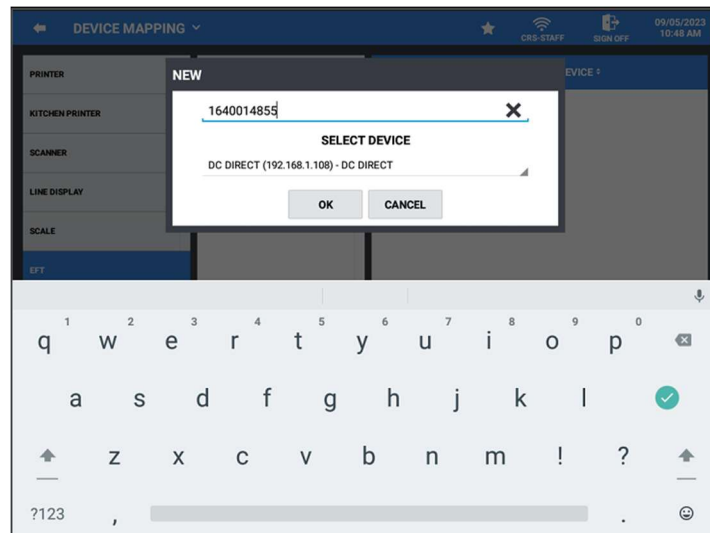 DEVICE MAPPING
CRS-STAFF
SIGN OFF
09/05/2023
10:48 AM
PRINTER
KITCHEN PRINTER
SCANNER
LINE DISPLAY
SCALE
EFT
EVICE
NEW
1640014855
SELECT DEVICE
DC DIRECT (192.168.1.108) - DC DIRECT
OK CANCEL
1 2 3 4 5 6 7 8 9 0
q w e r t y u i o p
a s d f g h j k l
z x c v b n m ! ?
?123 , .